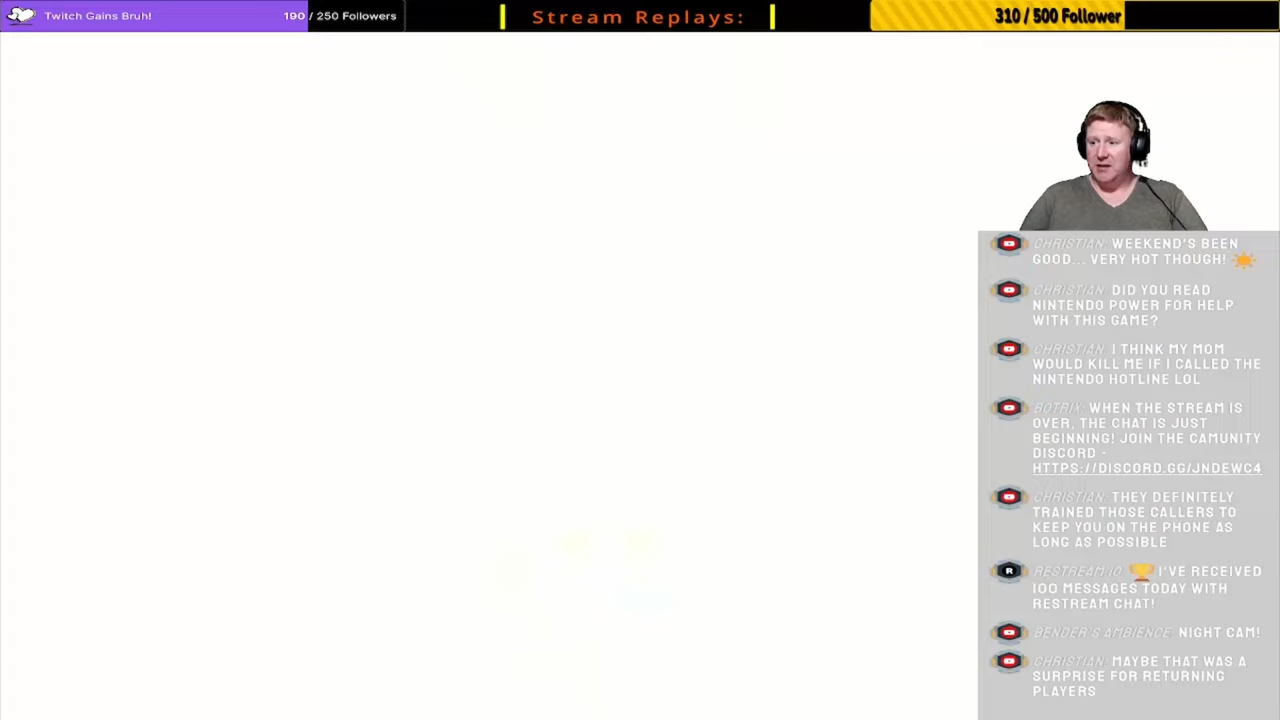 Twitch Gains Bruh!
190 / 250 Followers
Stream Replays:
310 / 500 Follower
CHRISTIAN: WEEKEND'S BEEN
GOOD... VERY HOT THOUGH!
CHRISTIAN: DID YOU READ
NINTENDO POWER FOR HELP
WITH THIS GAME?
CHRISTIAN: I THINK MY MOM
WOULD KILL ME IF I CALLED THE
NINTENDO HOTLINE LOL
BOTRIX: WHEN THE STREAM IS
OVER, THE CHAT IS JUST
BEGINNING! JOIN THE CAMUNITY
DISCORD -
HTTPS://DISCORD.GG/JNDEWC4
CHRISTIAN: THEY DEFINITELY
TRAINED THOSE CALLERS TO
KEEP YOU ON THE PHONE AS
LONG AS POSSIBLE
R
RESTREAM.IO: I'VE RECEIVED
100 MESSAGES TODAY WITH
RESTREAM CHAT!
BENDER'S AMBIENCE: NIGHT CAM!
CHRISTIAN: MAYBE THAT WAS A
SURPRISE FOR RETURNING
PLAYERS